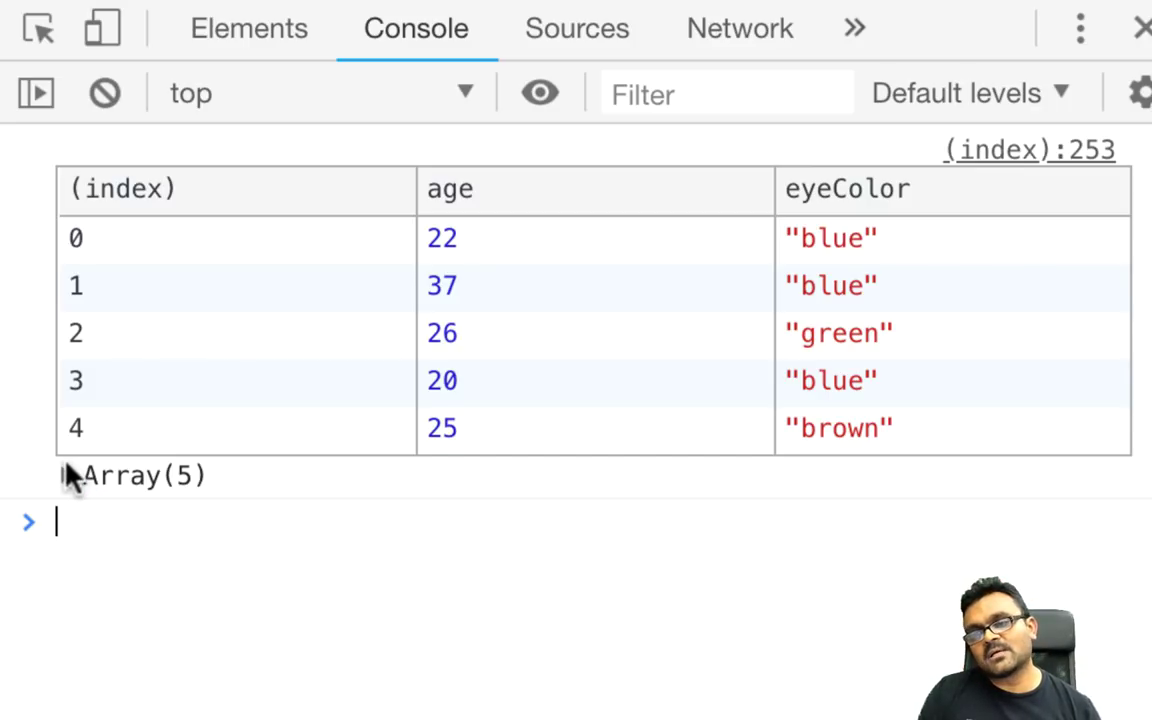 Elements Console Sources Network
top Filter Default levels
(index):253
(index) age eyeColor
0 22 "blue"
1 37 "blue"
2 26 "green"
3 20 "blue"
4 25 "brown"
Array(5)